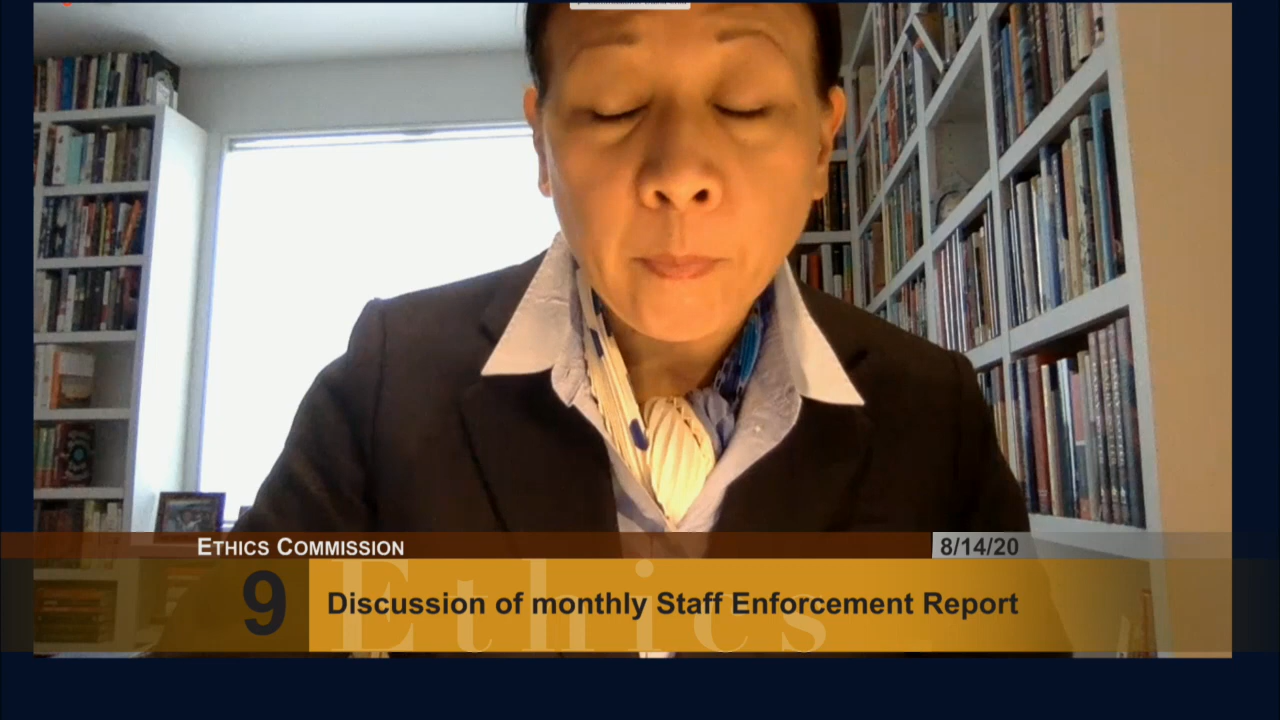 Ethics Commission
8/14/20
9
Discussion of monthly Staff Enforcement Report
Ethics